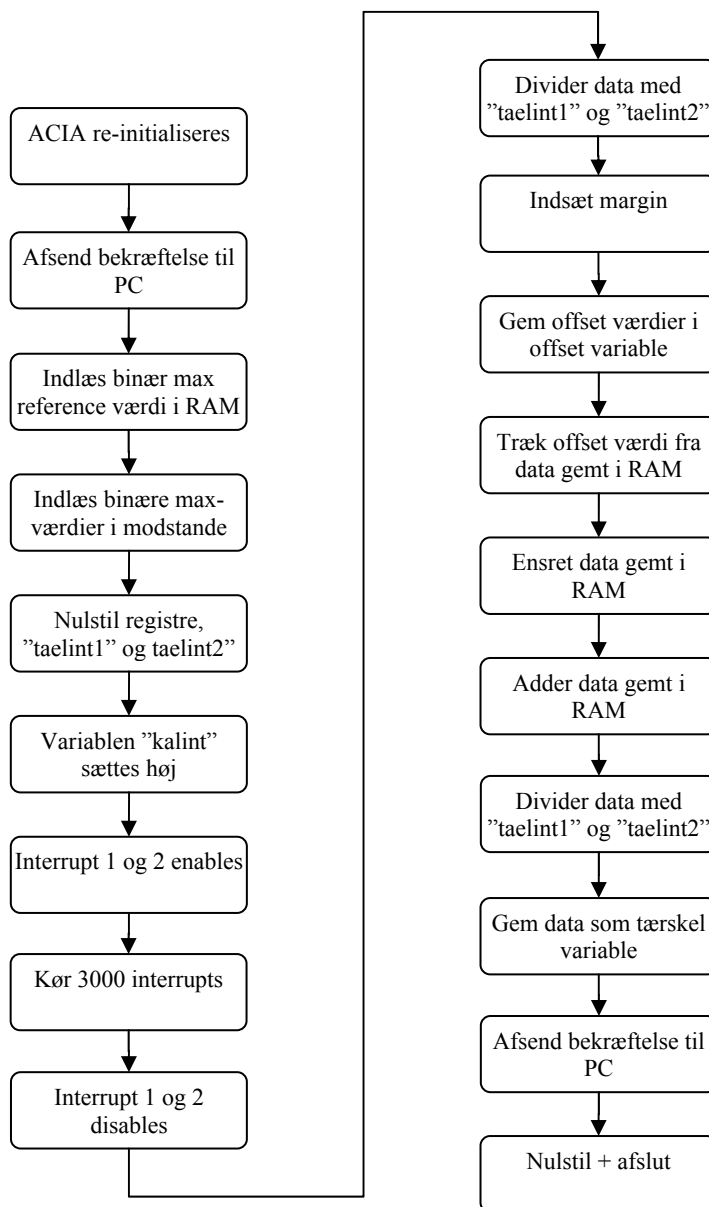 ACIA re-initialiseres
Afsend bekræftelse til
PC
Indlæs binær max
reference værdi i RAM
Indlæs binære max-
værdier i modstande
Nulstil registre,
”taelint1” og taelint2”
Variablen ”kalint”
sættes høj
Interrupt 1 og 2 enables
Kør 3000 interrupts
Interrupt 1 og 2
disables
Divider data med
”taelint1” og ”taelint2”
Indsæt margin
Gem offset værdier i
offset variable
Træk offset værdi fra
data gemt i RAM
Ensret data gemt i
RAM
Adder data gemt i
RAM
Divider data med
”taelint1” og ”taelint2”
Gem data som tærskel
variable
Afsend bekræftelse til
PC
Nulstil + afslut